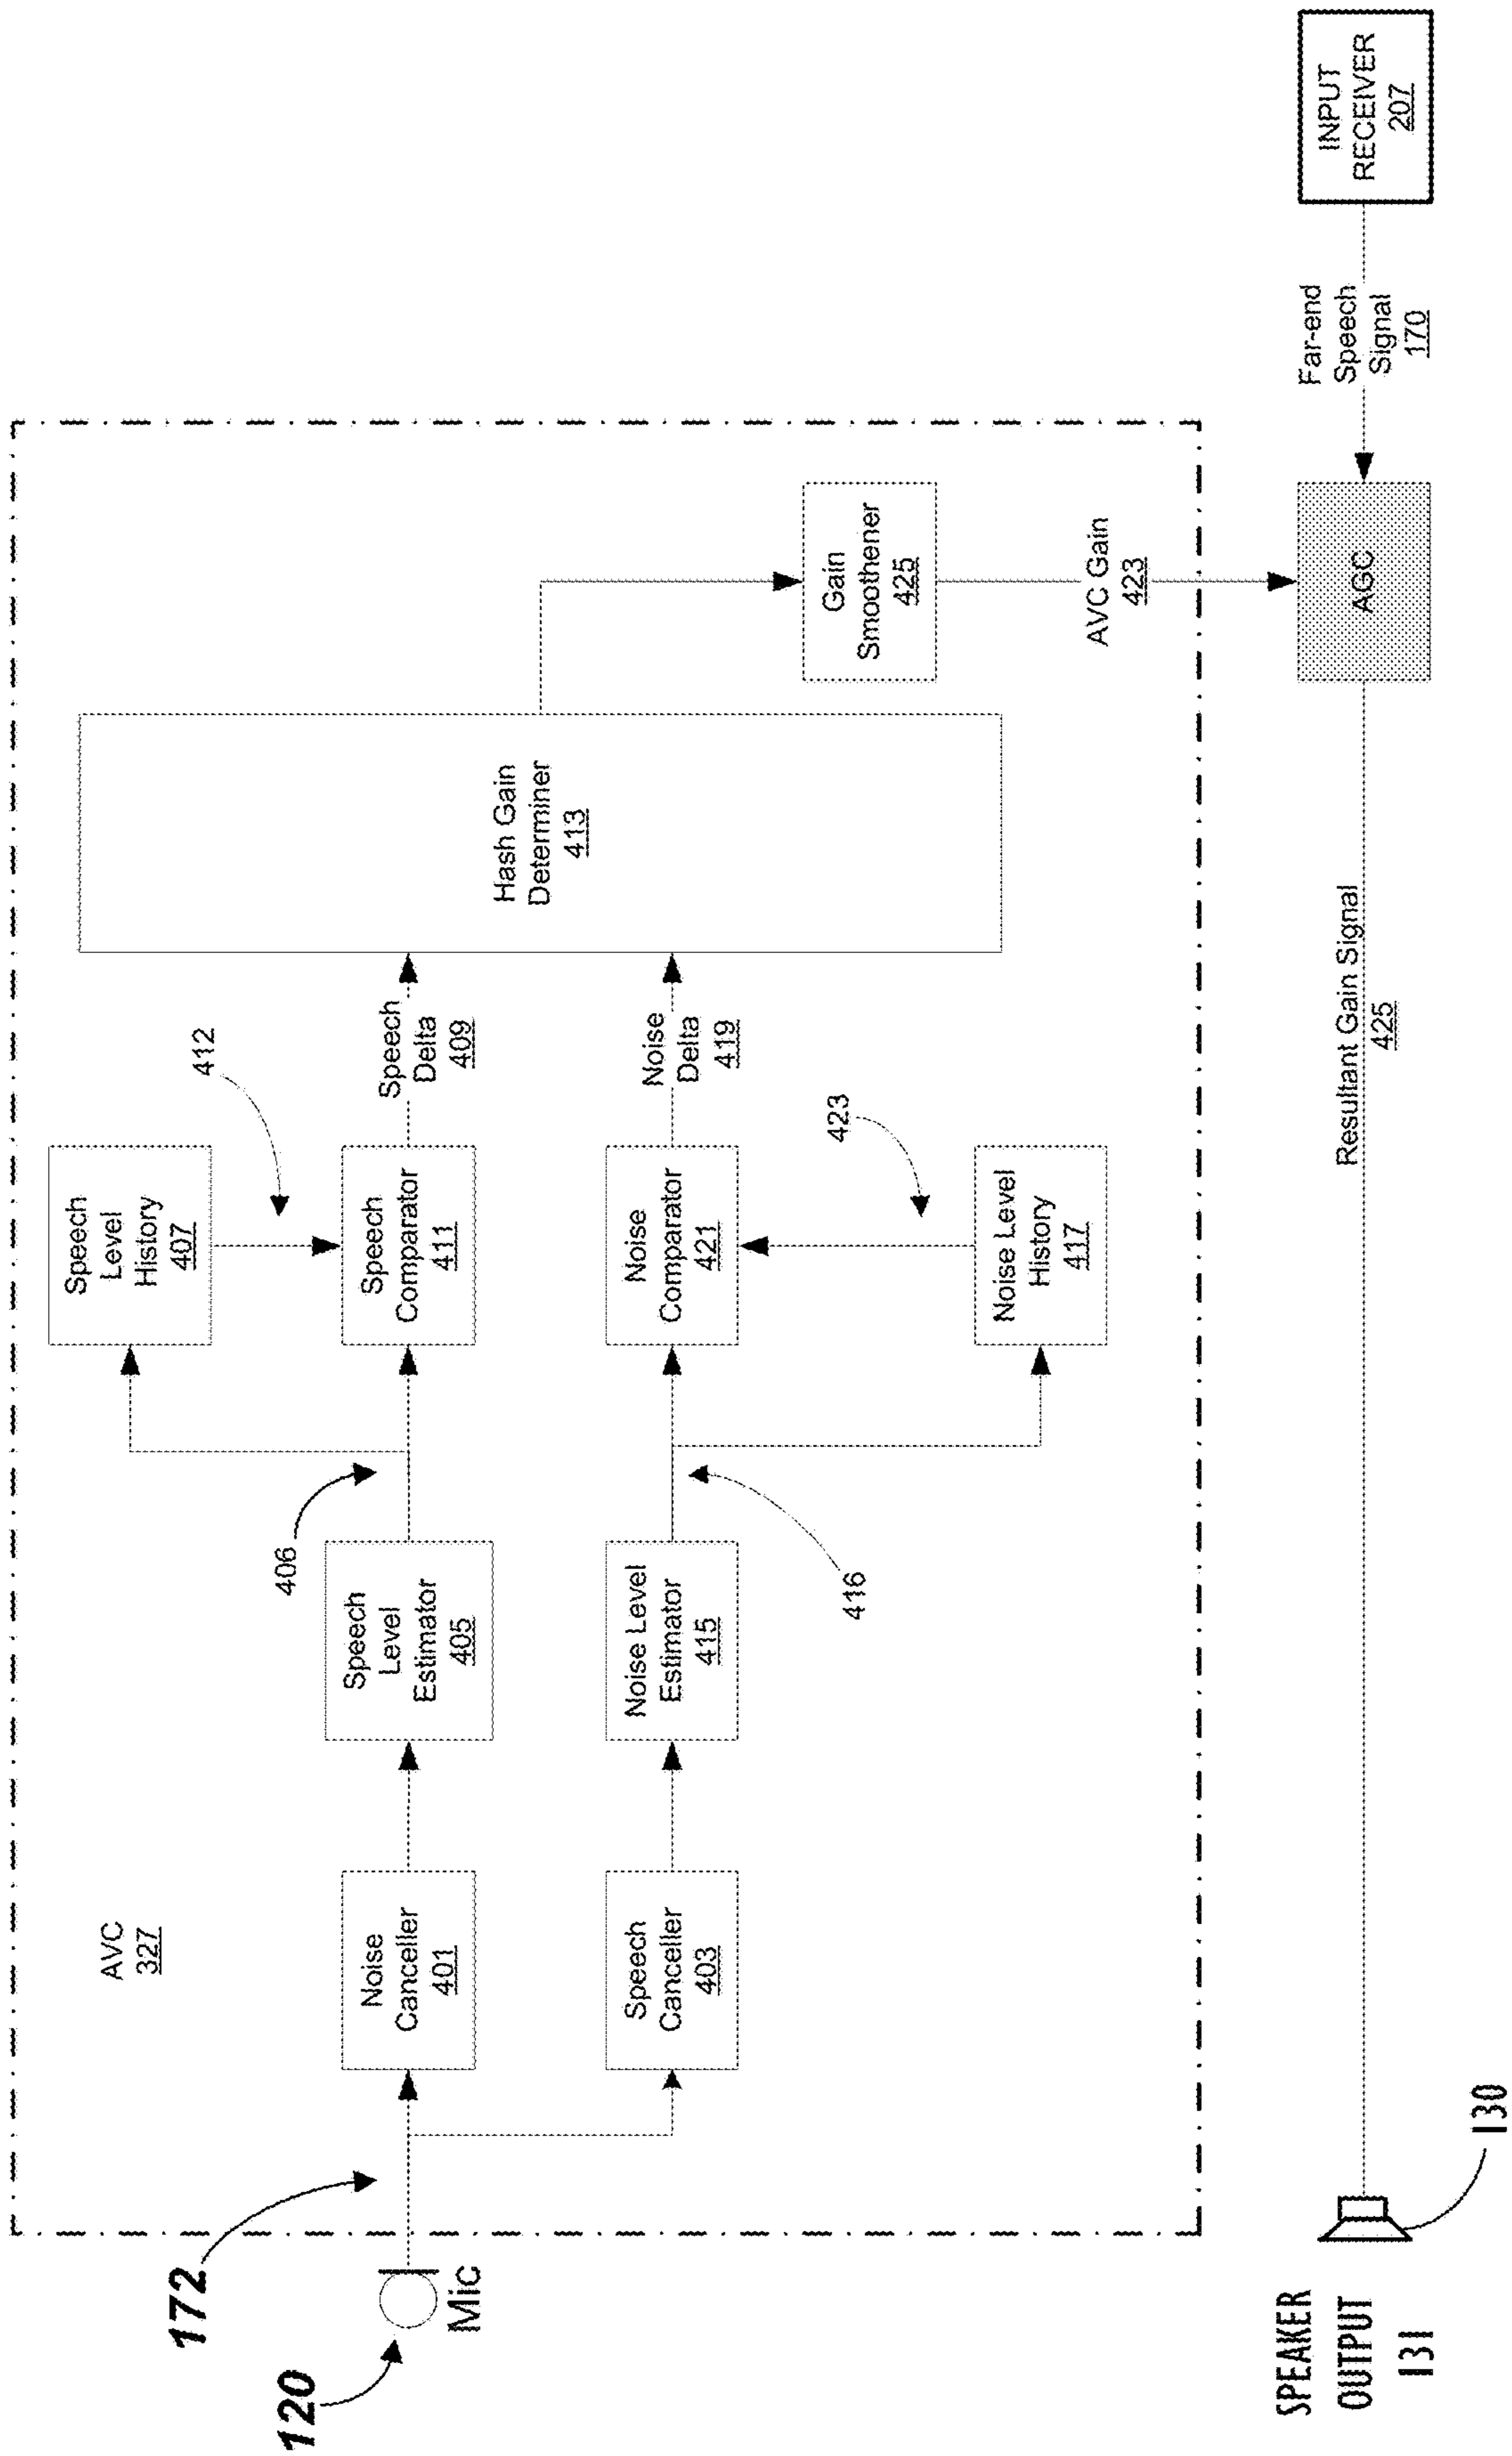 AVC
327
Speech
Level
History
407
412
406
172
120
Mic
Noise
Canceller
401
Speech
Level
Estimator
405
Speech
Comparator
411
Speech
Delta
409
Hash Gain
Determiner
413
Speech
Canceller
403
Noise Level
Estimator
415
Noise
Comparator
421
Noise
Delta
419
416
423
Noise Level
History
417
Gain
Smoothener
425
AVC Gain
423
SPEAKER
OUTPUT
131
130
Resultant Gain Signal
425
AGC
Far-end
Speech
Signal
170
INPUT
RECEIVER
207